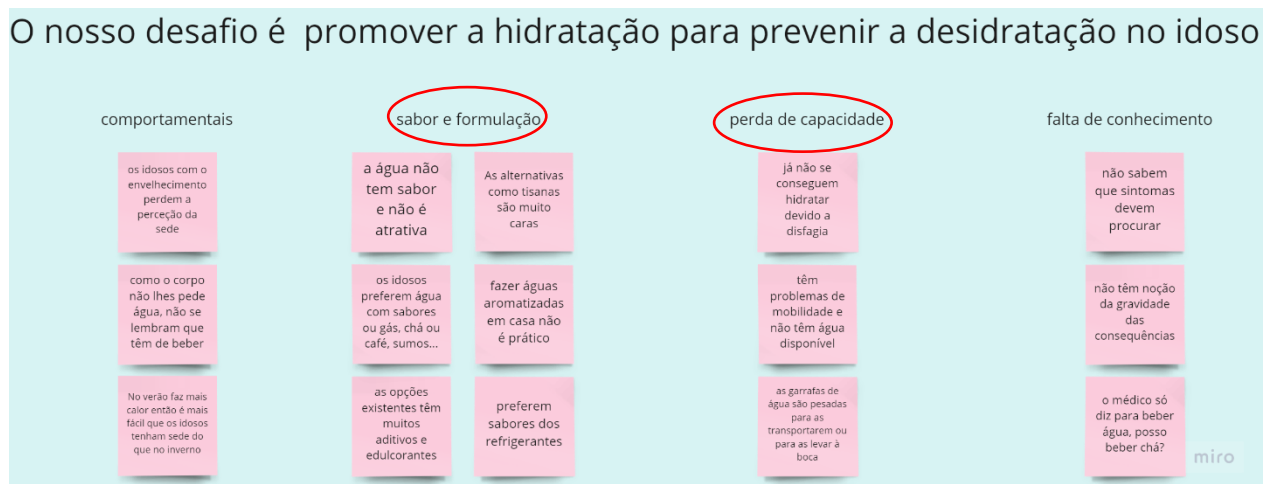 O nosso desafio é promover a hidratação para prevenir a desidratação no idoso
comportamentais
os idosos com o
envelhecimento
perdem a
perceção da
sede
como o corpo
não lhes pede
água, não se
lembram que
têm de beber
No verão faz mais
calor então é mais
fácil que os idosos
tenham sede do
que no inverno
sabor e formulação
a água não
tem sabor
e não é
atrativa
As alternativas
como tisanas
são muito
caras
os idosos
preferem água
com sabores
ou gás, chá ou
café, sumos...
fazer águas
aromatizadas
em casa não
é prático
as opções
existentes têm
muitos
aditivos e
edulcorantes
preferem
sabores dos
refrigerantes
perda de capacidade
já não se
conseguem
hidratar
devido a
disfagia
têm
problemas de
mobilidade e
não têm água
disponível
as garrafas de
água são pesadas
para as
transportarem ou
para as levar à
boca
falta de conhecimento
não sabem
que sintomas
devem
procurar
não têm noção
da gravidade
das
consequências
o médico só
diz para beber
água, posso
beber chá?
miro